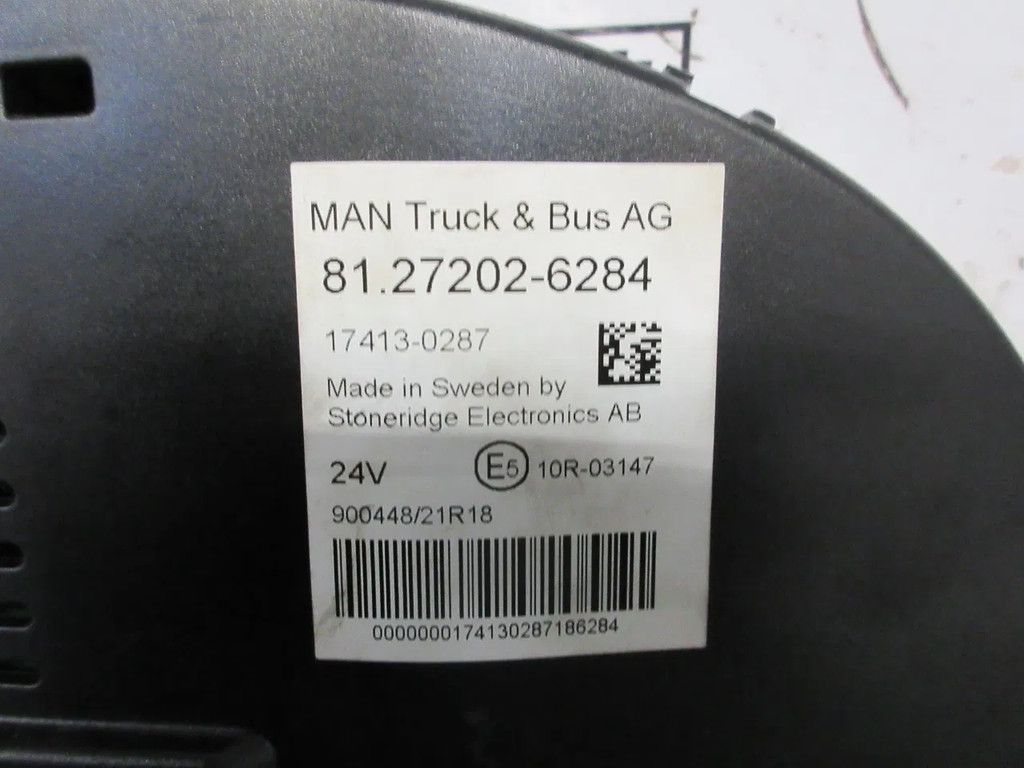 MAN Truck & Bus AG
81.27202-6284
17413-0287
Made in Sweden by
Stoneridge Electronics AB
24V E5 10R-03147
900448/21R18
0000000174130287186284